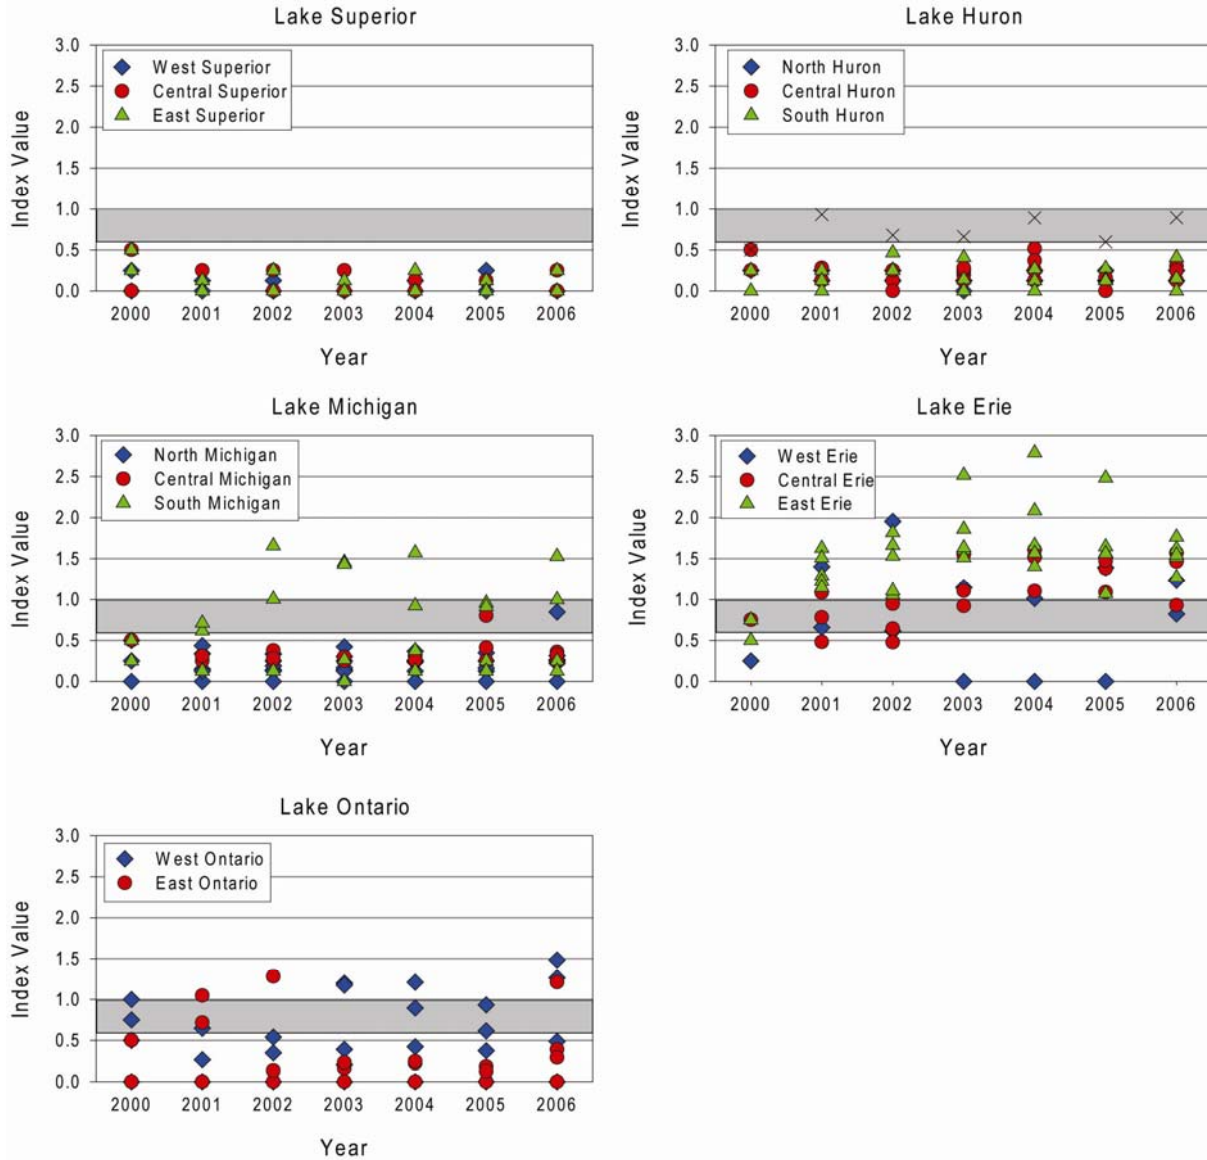 Lake Superior
3.0
2.5
2.0
1.5
1.0
0.5
0.0
Index Value
West Superior
Central Superior
East Superior
2000 2001 2002 2003 2004 2005 2006
Year
Lake Huron
3.0
2.5
2.0
1.5
1.0
0.5
0.0
Index Value
North Huron
Central Huron
South Huron
2000 2001 2002 2003 2004 2005 2006
Year
Lake Michigan
3.0
2.5
2.0
1.5
1.0
0.5
0.0
Index Value
North Michigan
Central Michigan
South Michigan
2000 2001 2002 2003 2004 2005 2006
Year
Lake Erie
3.0
2.5
2.0
1.5
1.0
0.5
0.0
Index Value
West Erie
Central Erie
East Erie
2000 2001 2002 2003 2004 2005 2006
Year
Lake Ontario
3.0
2.5
2.0
1.5
1.0
0.5
0.0
Index Value
West Ontario
East Ontario
2000 2001 2002 2003 2004 2005 2006
Year